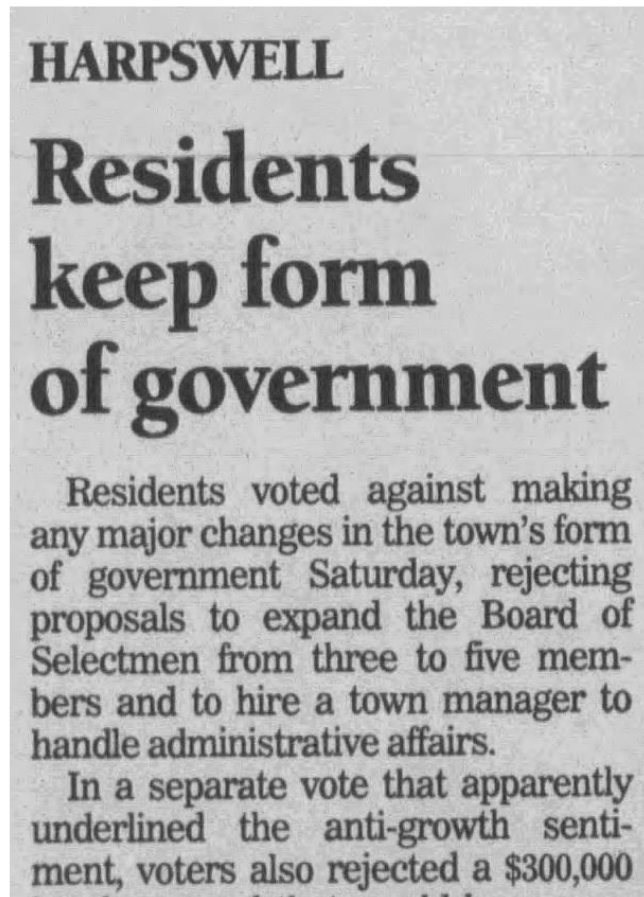 HARPSWELL
Residents
keep form
of government
Residents voted against making
any major changes in the town's form
of government Saturday, rejecting
proposals to expand the Board of
Selectmen from three to five mem-
bers and to hire a town manager to
handle administrative affairs.
In a separate vote that apparently
underlined the anti-growth senti-
ment, voters also rejected a $300,000